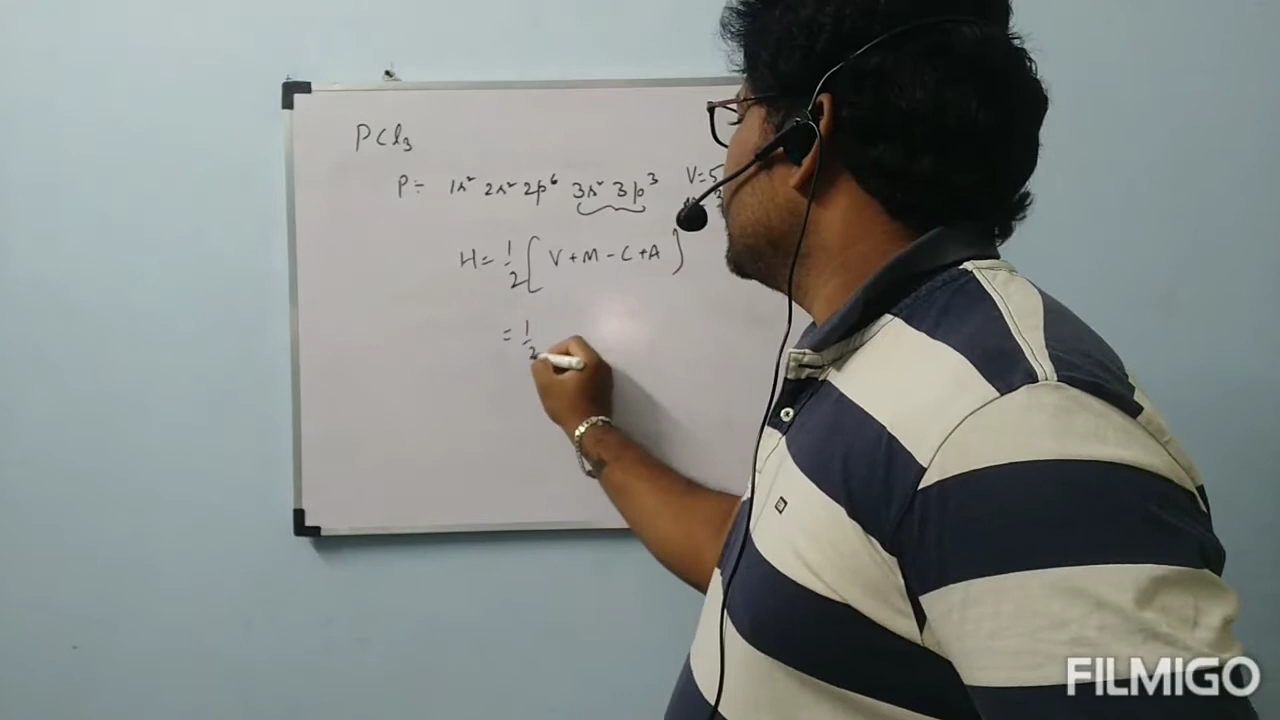 PCl₃
P:- 1s² 2s² 2p⁶ 3s² 3p³ V=5
H= 1/2 [ V+M-C+A ]
= 1/2
FILMIGO